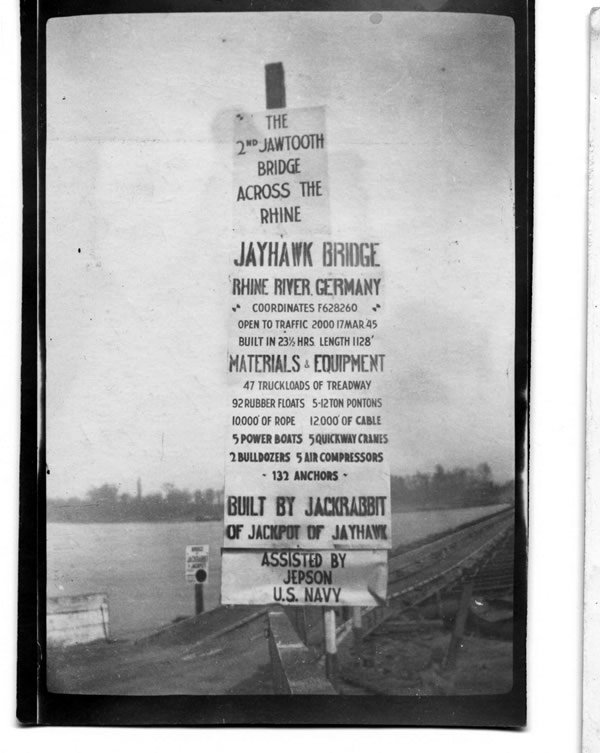 THE
2ND JAWTOOTH
BRIDGE
ACROSS THE
RHINE
JAYHAWK BRIDGE
RHINE RIVER, GERMANY
COORDINATES F628260
OPEN TO TRAFFIC 2000 17 MAR. 45
BUILT IN 23½ HRS. LENGTH 1128'
MATERIALS & EQUIPMENT
47 TRUCKLOADS OF TREADWAY
92 RUBBER FLOATS 5-12 TON PONTONS
10,000' OF ROPE 12,000' OF CABLE
5 POWER BOATS 5 QUICKWAY CRANES
2 BULLDOZERS 5 AIR COMPRESSORS
- 132 ANCHORS -
BUILT BY JACKRABBIT
OF JACKPOT OF JAYHAWK
ASSISTED BY
JEPSON
U.S. NAVY